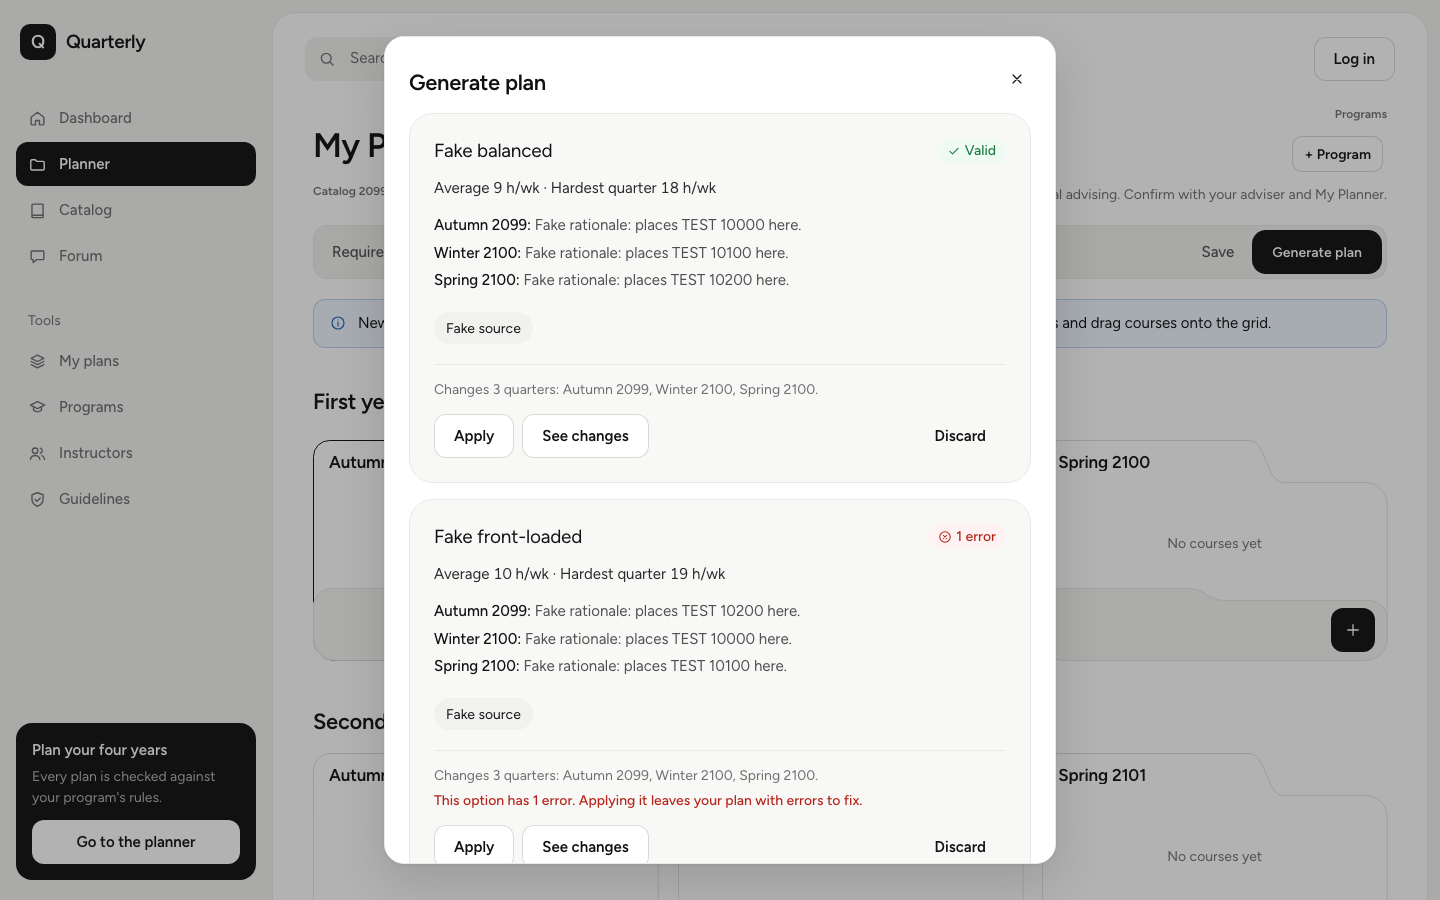 Q Quarterly
Dashboard
Planner
Catalog
Forum
Tools
My plans
Programs
Instructors
Guidelines
Plan your four years
Every plan is checked against
your program's rules.
Go to the planner
Log in
Programs
My P
+ Program
Catalog 2099
al advising. Confirm with your adviser and My Planner.
Save
Generate plan
s and drag courses onto the grid.
First ye
Spring 2100
No courses yet
+
Second
Spring 2101
No courses yet
Generate plan
Fake balanced
Valid
Average 9 h/wk · Hardest quarter 18 h/wk
Autumn 2099: Fake rationale: places TEST 10000 here.
Winter 2100: Fake rationale: places TEST 10100 here.
Spring 2100: Fake rationale: places TEST 10200 here.
Fake source
Changes 3 quarters: Autumn 2099, Winter 2100, Spring 2100.
Apply
See changes
Discard
Fake front-loaded
1 error
Average 10 h/wk · Hardest quarter 19 h/wk
Autumn 2099: Fake rationale: places TEST 10200 here.
Winter 2100: Fake rationale: places TEST 10000 here.
Spring 2100: Fake rationale: places TEST 10100 here.
Fake source
Changes 3 quarters: Autumn 2099, Winter 2100, Spring 2100.
This option has 1 error. Applying it leaves your plan with errors to fix.
Apply
See changes
Discard